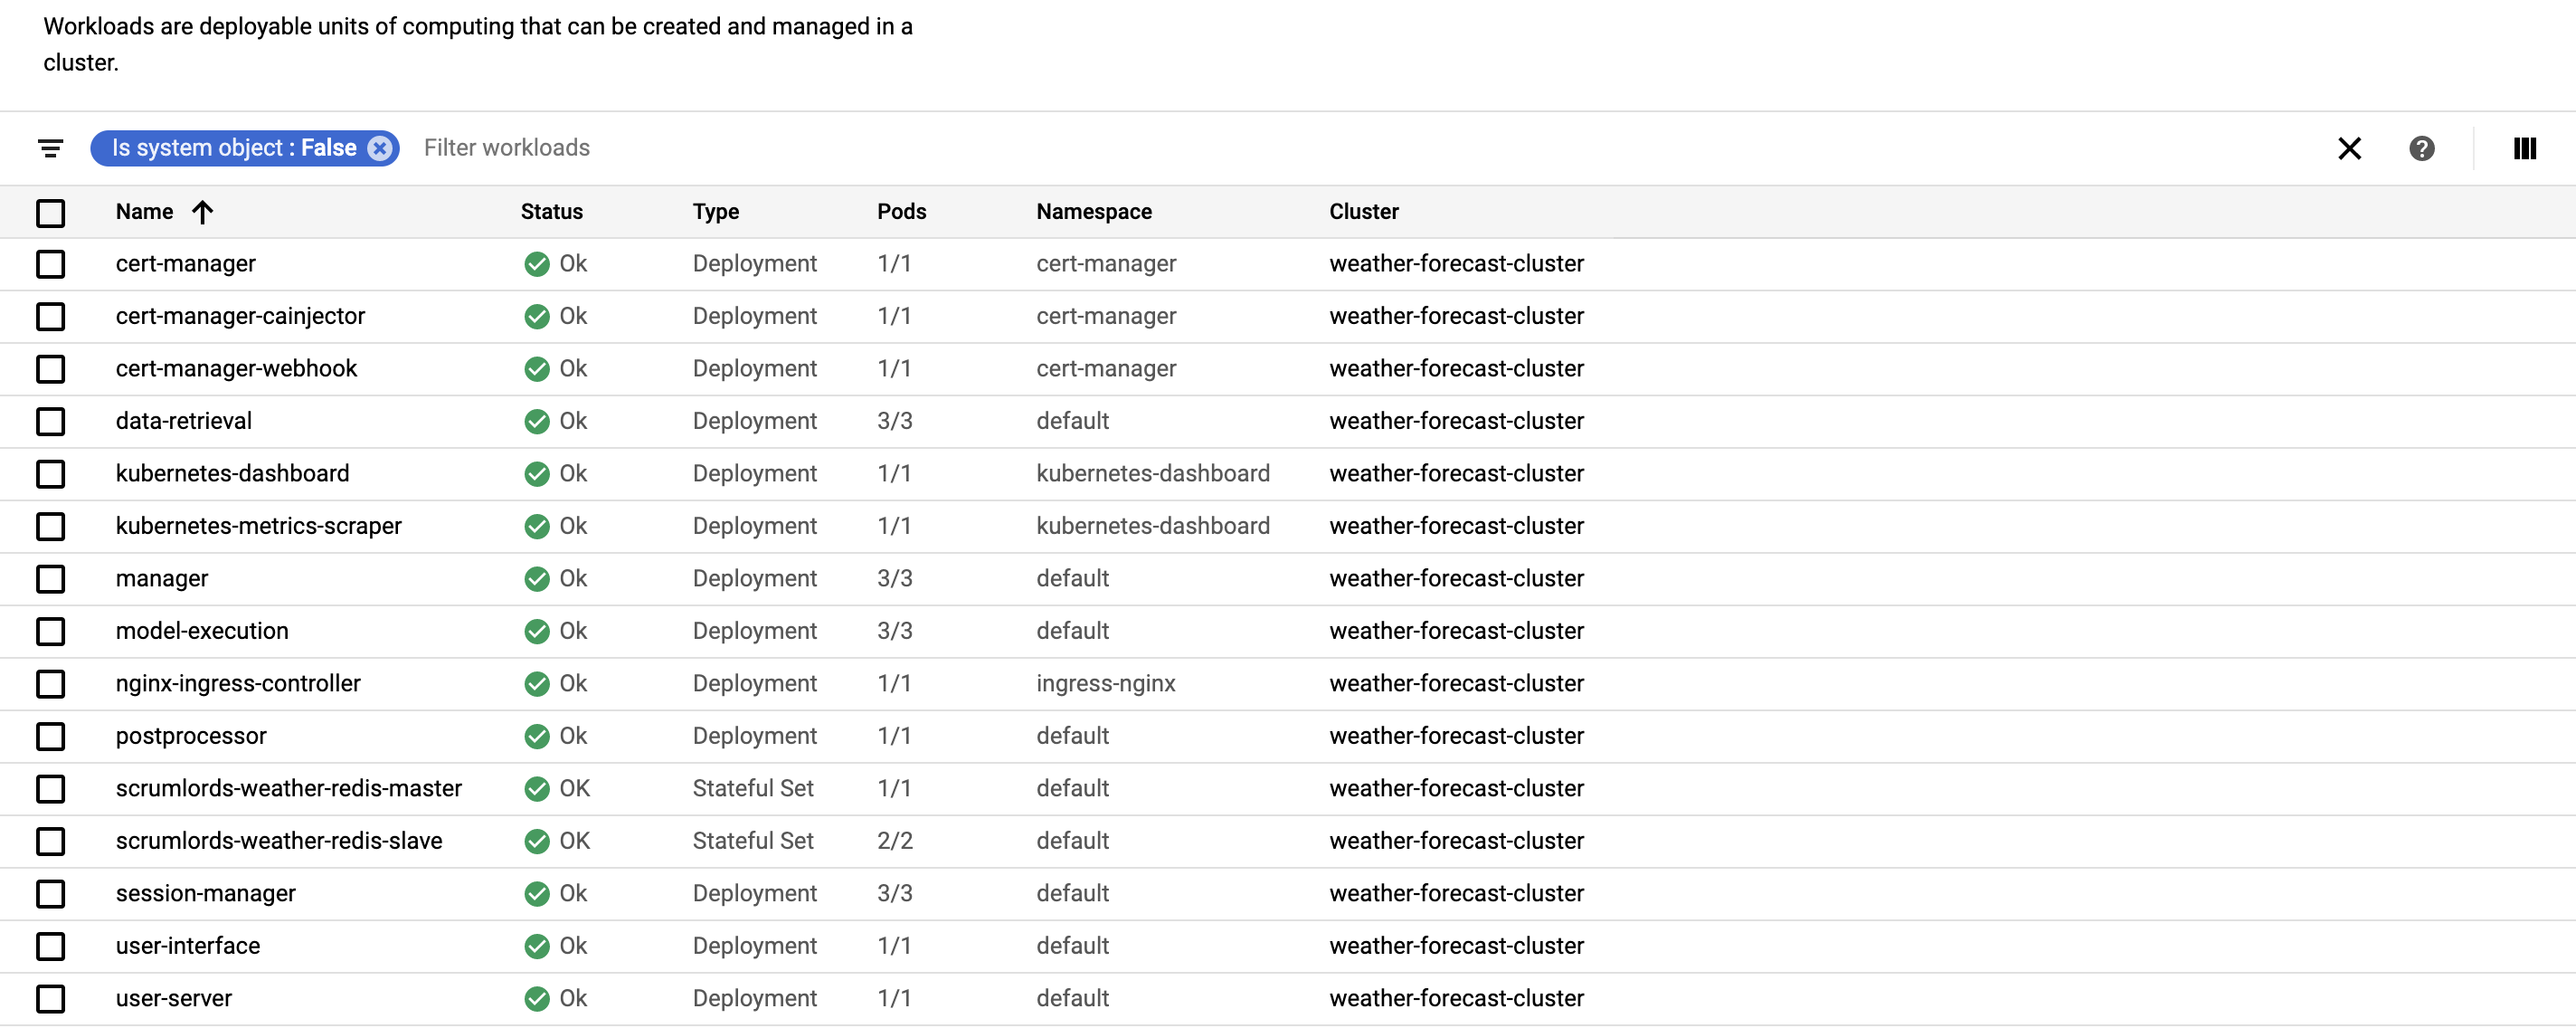 Workloads are deployable units of computing that can be created and managed in a
cluster.
Is system object : False Filter workloads
Name Status Type Pods Namespace Cluster
cert-manager Ok Deployment 1/1 cert-manager weather-forecast-cluster
cert-manager-cainjector Ok Deployment 1/1 cert-manager weather-forecast-cluster
cert-manager-webhook Ok Deployment 1/1 cert-manager weather-forecast-cluster
data-retrieval Ok Deployment 3/3 default weather-forecast-cluster
kubernetes-dashboard Ok Deployment 1/1 kubernetes-dashboard weather-forecast-cluster
kubernetes-metrics-scraper Ok Deployment 1/1 kubernetes-dashboard weather-forecast-cluster
manager Ok Deployment 3/3 default weather-forecast-cluster
model-execution Ok Deployment 3/3 default weather-forecast-cluster
nginx-ingress-controller Ok Deployment 1/1 ingress-nginx weather-forecast-cluster
postprocessor Ok Deployment 1/1 default weather-forecast-cluster
scrumlords-weather-redis-master OK Stateful Set 1/1 default weather-forecast-cluster
scrumlords-weather-redis-slave OK Stateful Set 2/2 default weather-forecast-cluster
session-manager Ok Deployment 3/3 default weather-forecast-cluster
user-interface Ok Deployment 1/1 default weather-forecast-cluster
user-server Ok Deployment 1/1 default weather-forecast-cluster